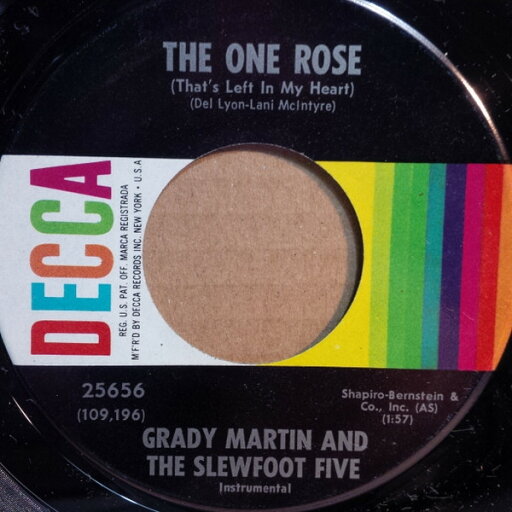 THE ONE ROSE
(That's Left In My Heart)
(Del Lyon-Lani McIntyre)
DECCA
REG. U.S. PAT. OFF. MARCA REGISTRADA
M'F'R'D BY DECCA RECORDS INC. NEW YORK • U.S.A
25656
(109,196)
Shapiro-Bernstein &
Co., Inc. (AS)
(1:57)
GRADY MARTIN AND
THE SLEWFOOT FIVE
Instrumental